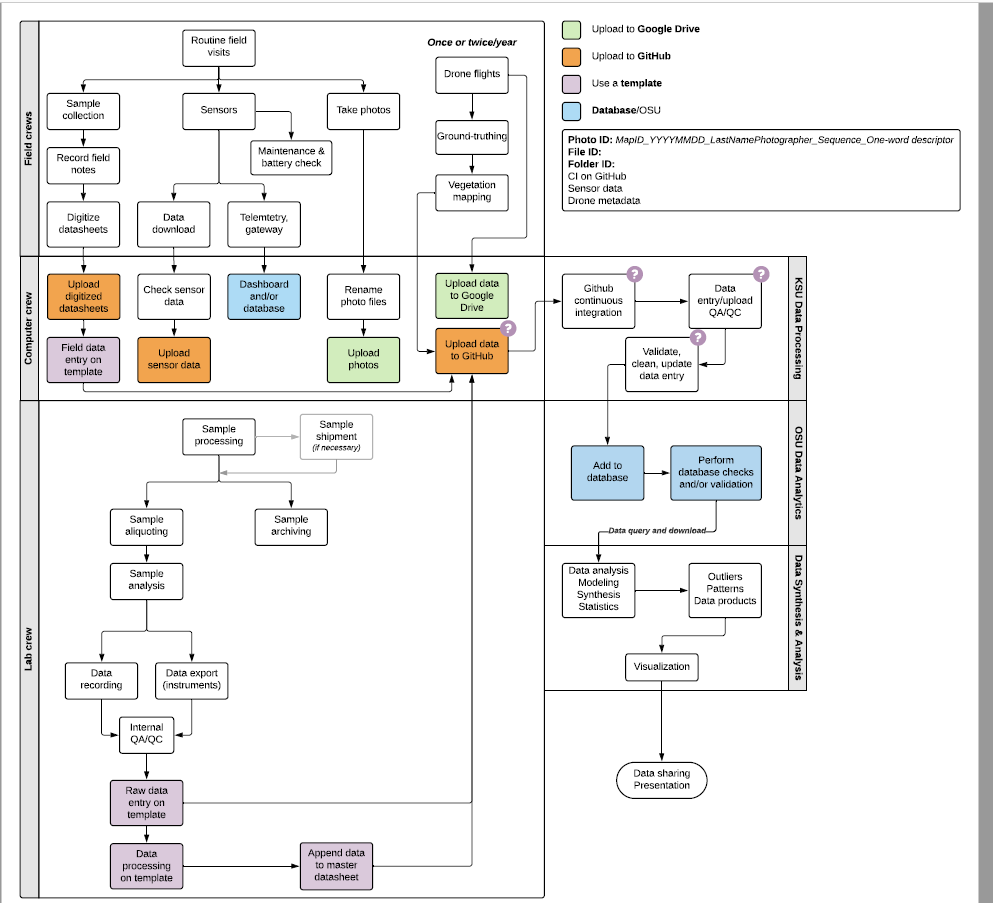 Routine field
visits
Once or twice/year
Sample
collection
Sensors
Take photos
Drone flights
Maintenance &
battery check
Ground-truthing
Record field
notes
Vegetation
mapping
Digitize
datasheets
Data
download
Telemtetry,
gateway
Field crews
Upload to Google Drive
Upload to GitHub
Use a template
Database/OSU
Photo ID: MapID_YYYYMMDD_LastNamePhotographer_Sequence_One-word descriptor
File ID:
Folder ID:
CI on GitHub
Sensor data
Drone metadata
Computer crew
Upload
digitized
datasheets
Check sensor
data
Dashboard
and/or
database
Rename
photo files
Upload data
to Google
Drive
Field data
entry on
template
Upload
sensor data
Upload
photos
?
Upload data
to GitHub
?
Github
continuous
integration
?
Data
entry/upload
QA/QC
?
Validate,
clean, update
data entry
KSU Data Processing
Lab crew
Sample
processing
Sample
shipment
(if necessary)
Sample
aliquoting
Sample
archiving
Sample
analysis
Data
recording
Data export
(instruments)
Internal
QA/QC
Raw data
entry on
template
Data
processing
on template
Append data
to master
datasheet
Add to
database
Perform
database checks
and/or validation
Data query and download
OSU Data Analytics
Data analysis
Modeling
Synthesis
Statistics
Outliers
Patterns
Data products
Visualization
Data Synthesis & Analysis
Data sharing
Presentation